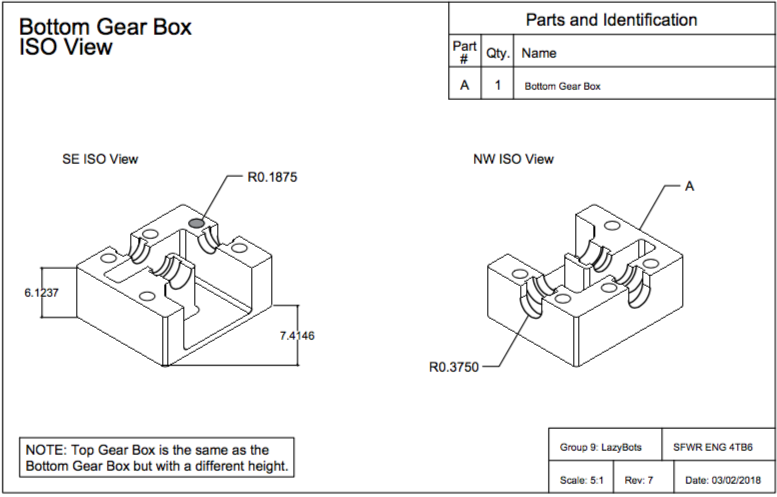 Bottom Gear Box
ISO View
Parts and Identification
Part
#
Qty.
Name
A
1
Bottom Gear Box
SE ISO View
R0.1875
6.1237
7.4146
NW ISO View
A
R0.3750
NOTE: Top Gear Box is the same as the
Bottom Gear Box but with a different height.
Group 9: LazyBots
SFWR ENG 4TB6
Scale: 5:1
Rev: 7
Date: 03/02/2018